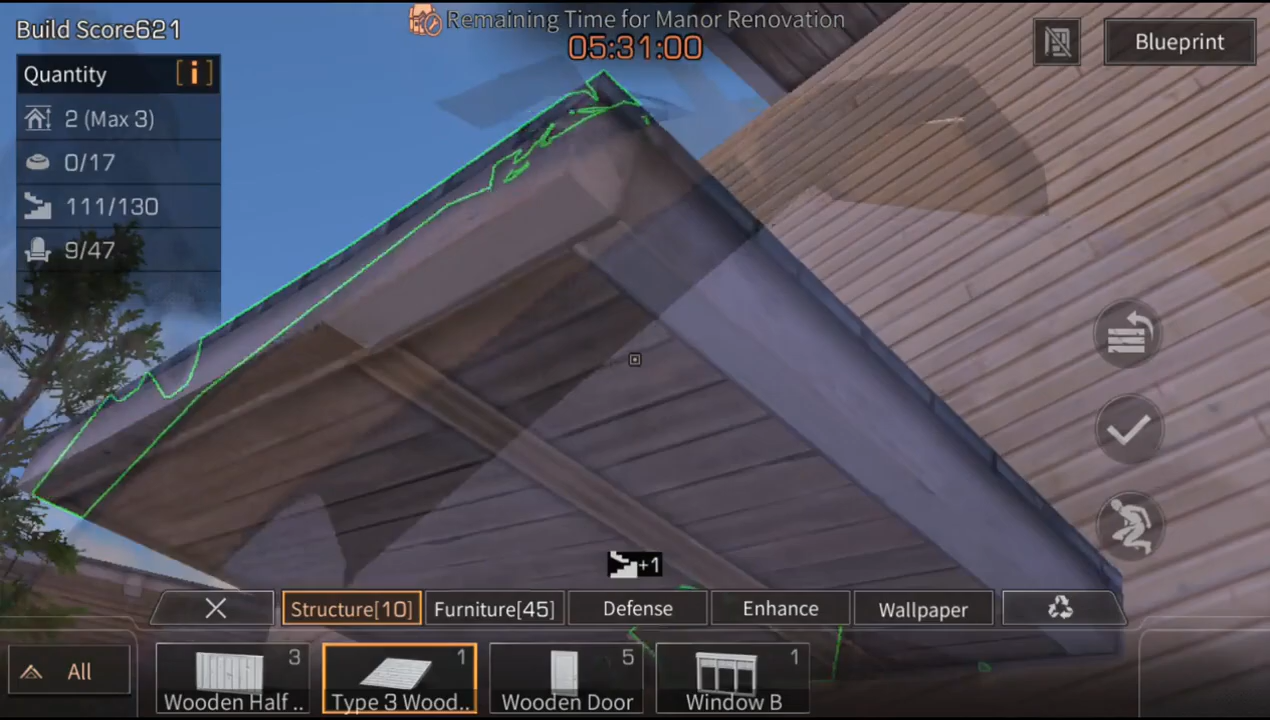 Build Score621
Remaining Time for Manor Renovation
05:31:00
Blueprint
Quantity [i]
2 (Max 3)
0/17
111/130
9/47
+1
Structure[10]
Furniture[45]
Defense
Enhance
Wallpaper
All
3
Wooden Half ..
1
Type 3 Wood..
5
Wooden Door
1
Window B